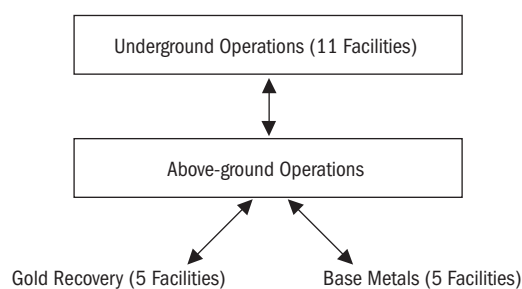 Underground Operations (11 Facilities)
Above-ground Operations
Gold Recovery (5 Facilities)
Base Metals (5 Facilities)